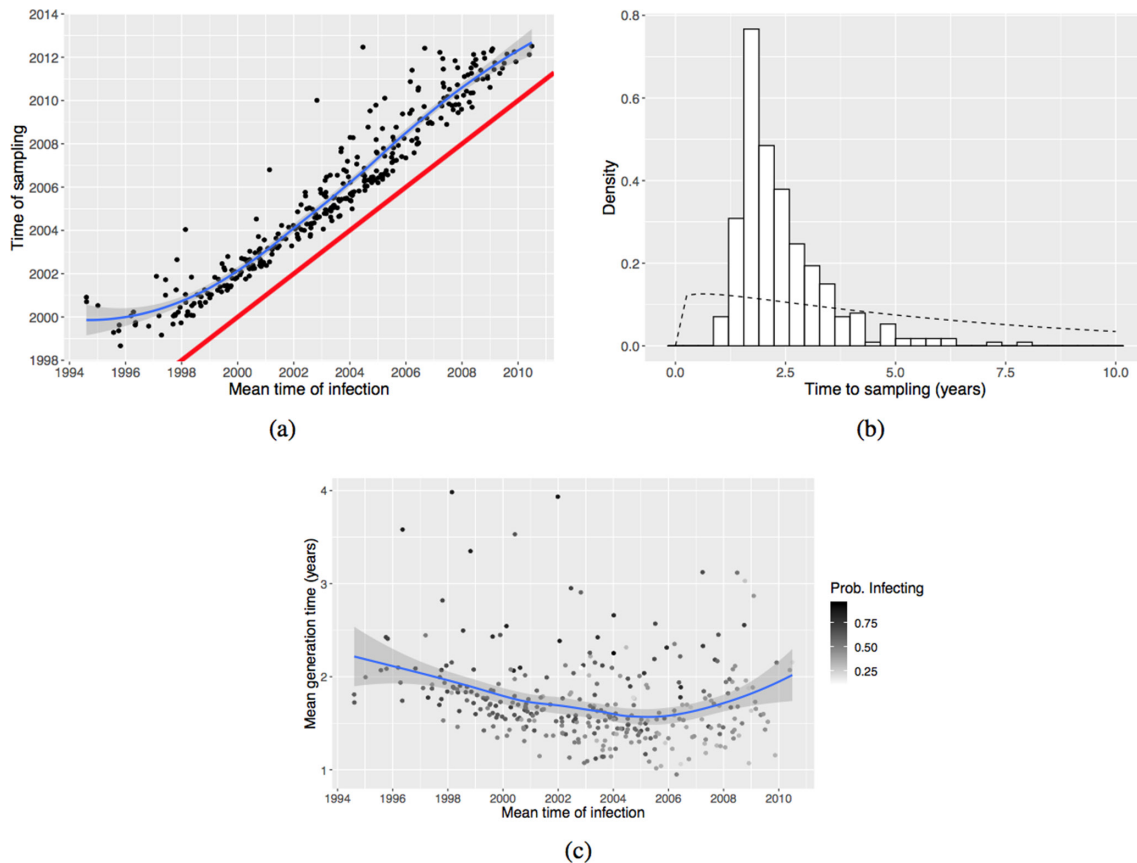 2014
2012
2010
2008
2006
2004
2002
2000
1998
Time of sampling
1994 1996 1998 2000 2002 2004 2006 2008 2010
Mean time of infection
(a)
0.8
0.6
0.4
0.2
0.0
Density
0.0 2.5 5.0 7.5 10.0
Time to sampling (years)
(b)
4
3
2
1
Mean generation time (years)
1994 1996 1998 2000 2002 2004 2006 2008 2010
Mean time of infection
Prob. Infecting
0.75
0.50
0.25
(c)